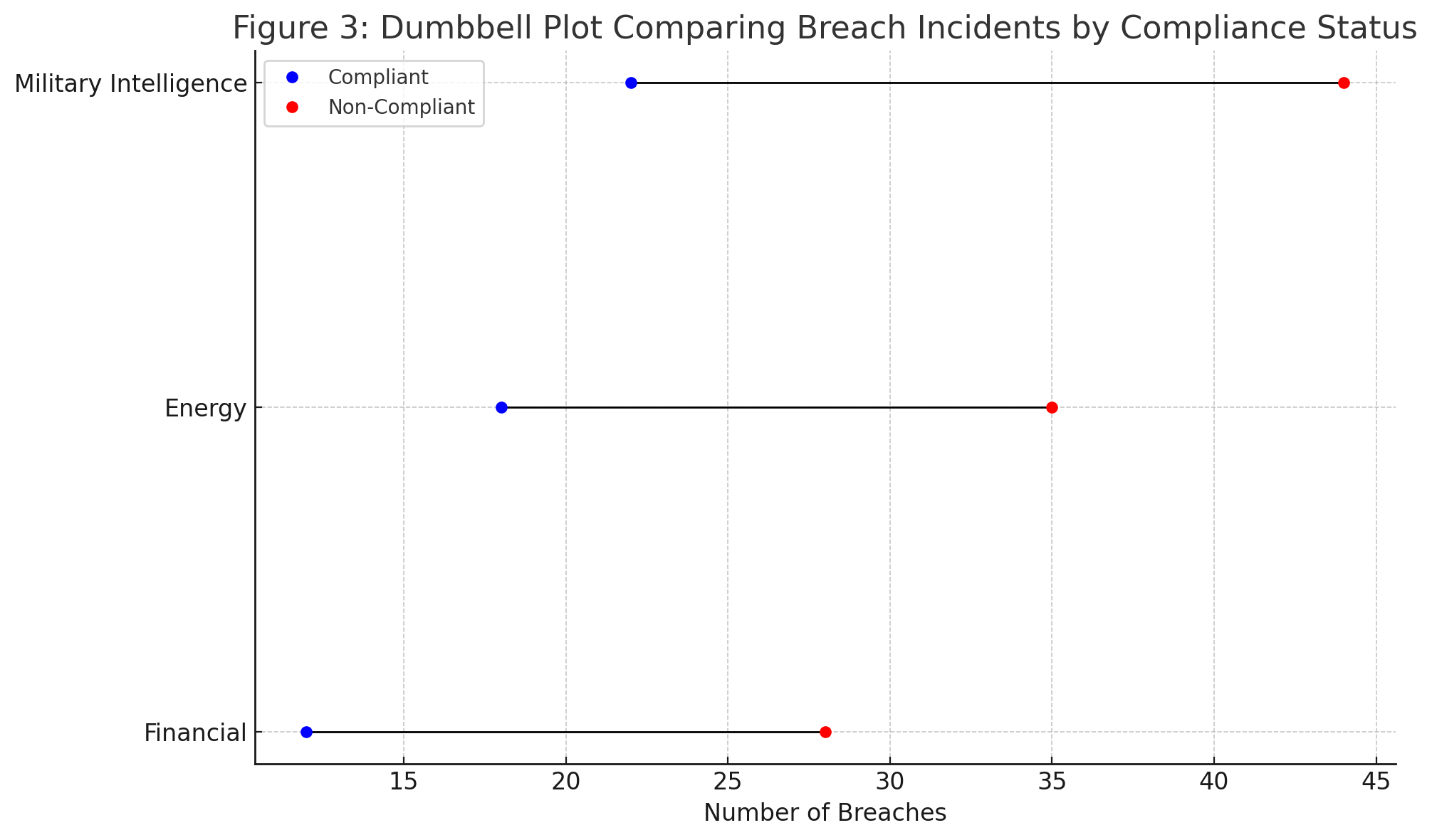 Figure 3: Dumbbell Plot Comparing Breach Incidents by Compliance Status
Military Intelligence
Compliant
Non-Compliant
Energy
Financial
15 20 25 30 35 40 45
Number of Breaches